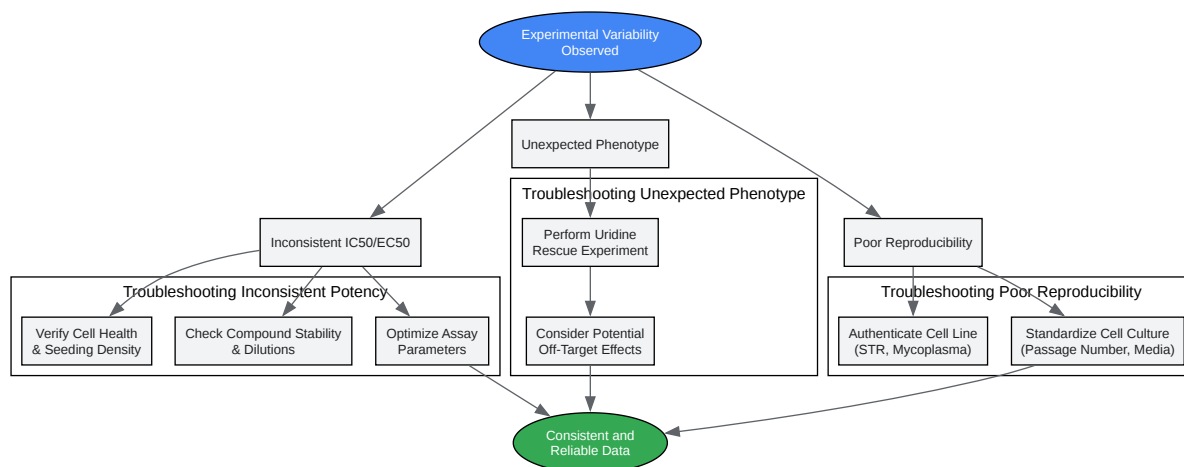 Experimental Variability
Observed
Unexpected Phenotype
Troubleshooting Unexpected Phenotype
Inconsistent IC50/EC50
Perform Uridine
Rescue Experiment
Poor Reproducibility
Troubleshooting Inconsistent Potency
Troubleshooting Poor Reproducibility
Verify Cell Health
& Seeding Density
Check Compound Stability
& Dilutions
Optimize Assay
Parameters
Consider Potential
Off-Target Effects
Authenticate Cell Line
(STR, Mycoplasma)
Standardize Cell Culture
(Passage Number, Media)
Consistent and
Reliable Data